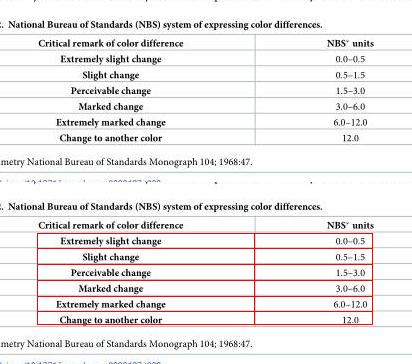 . National Bureau of Standards (NBS) system of expressing color differences.
Critical remark of color difference NBS* units
Extremely slight change 0.0–0.5
Slight change 0.5–1.5
Perceivable change 1.5–3.0
Marked change 3.0–6.0
Extremely marked change 6.0–12.0
Change to another color 12.0
metry National Bureau of Standards Monograph 104; 1968:47.
. National Bureau of Standards (NBS) system of expressing color differences.
Critical remark of color difference NBS* units
Extremely slight change 0.0–0.5
Slight change 0.5–1.5
Perceivable change 1.5–3.0
Marked change 3.0–6.0
Extremely marked change 6.0–12.0
Change to another color 12.0
metry National Bureau of Standards Monograph 104; 1968:47.